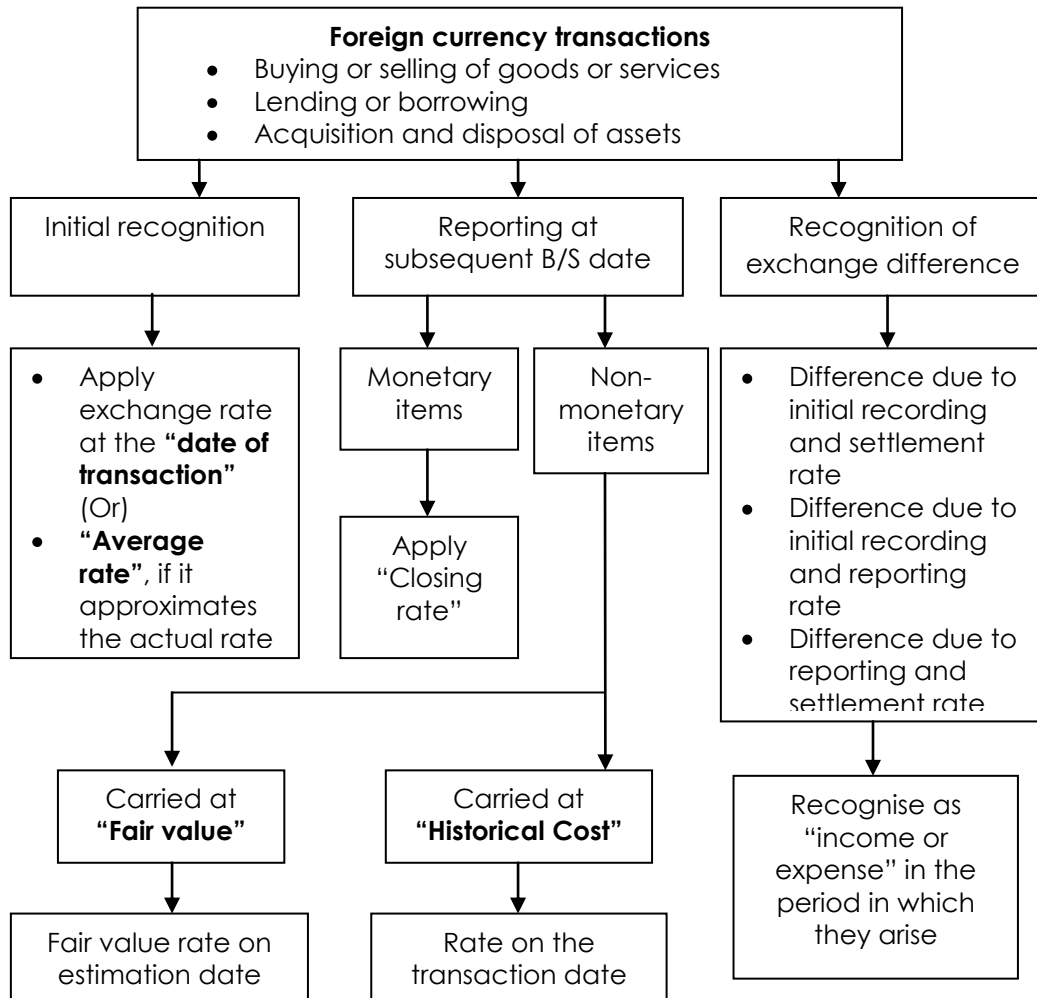 Foreign currency transactions
• Buying or selling of goods or services
• Lending or borrowing
• Acquisition and disposal of assets
Initial recognition
Reporting at
subsequent B/S date
Recognition of
exchange difference
• Apply
exchange rate
at the “date of
transaction”
(Or)
• “Average
rate”, if it
approximates
the actual rate
Monetary
items
Non-
monetary
items
Apply
“Closing
rate”
• Difference due to
initial recording
and settlement
rate
• Difference due to
initial recording
and reporting
rate
• Difference due to
reporting and
settlement rate
Carried at
“Fair value”
Carried at
“Historical Cost”
Recognise as
“income or
expense” in the
period in which
they arise
Fair value rate on
estimation date
Rate on the
transaction date